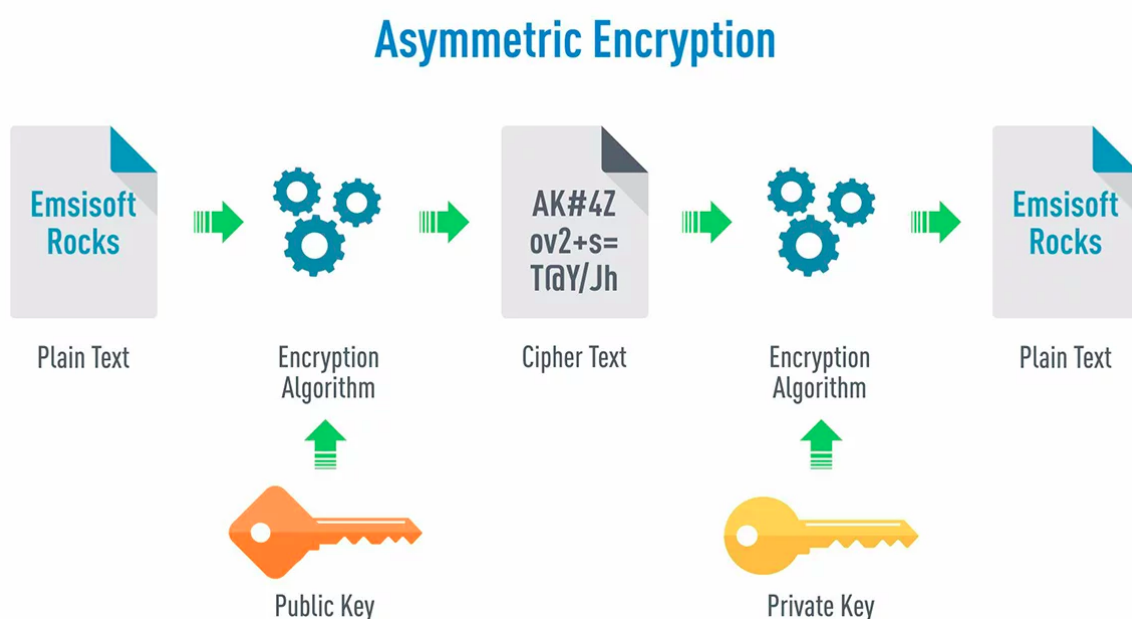 Asymmetric Encryption
Emsisoft
Rocks
AK#4Z
ov2+s=
T@Y/Jh
Emsisoft
Rocks
Plain Text
Encryption
Algorithm
Cipher Text
Encryption
Algorithm
Plain Text
Public Key
Private Key